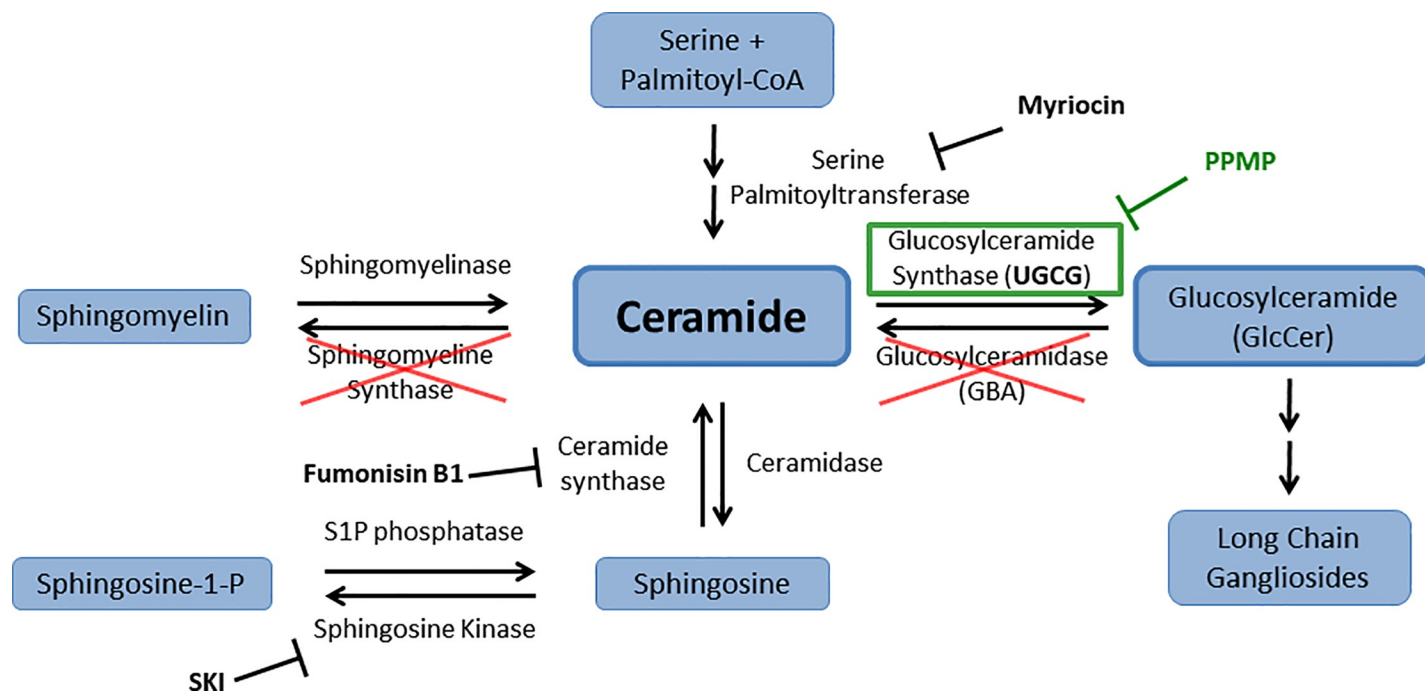 Serine +
Palmitoyl-CoA
Myriocin
Serine
Palmitoyltransferase
PPMP
Glucosylceramide
Synthase (UGCG)
Sphingomyelinase
Sphingomyelin
Ceramide
Glucosylceramide
(GlcCer)
Sphingomyeline
Synthase
Glucosylceramidase
(GBA)
Fumonisin B1
Ceramide
synthase
Ceramidase
S1P phosphatase
Sphingosine-1-P
Sphingosine
Long Chain
Gangliosides
Sphingosine Kinase
SKI